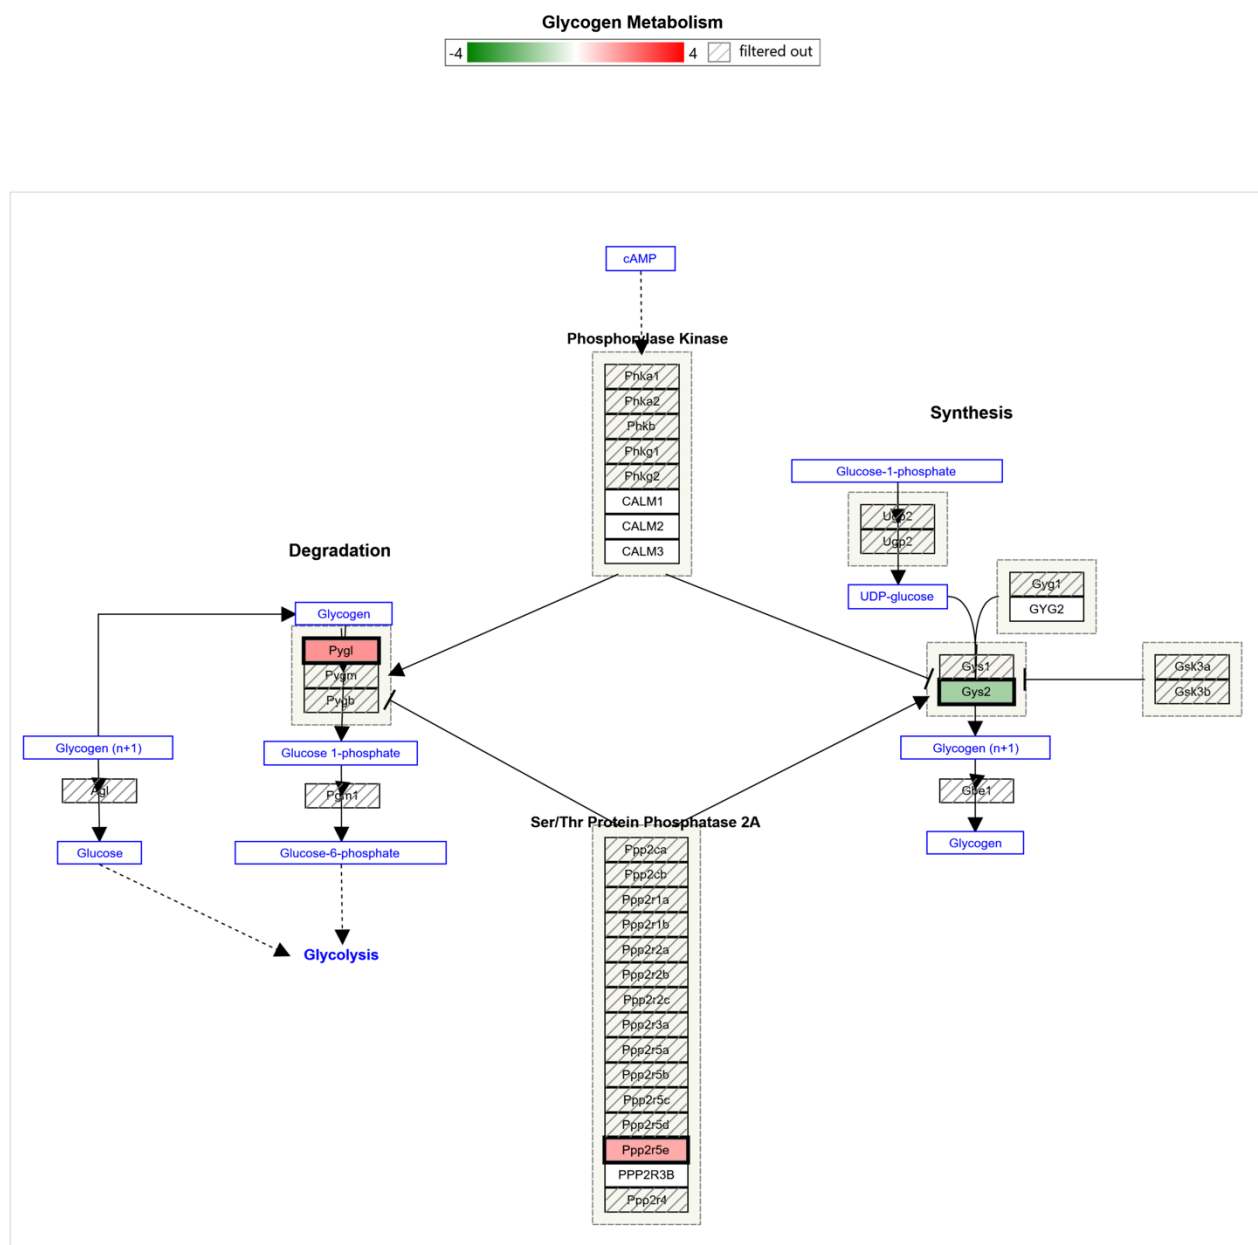 Glycogen Metabolism
-4 4 filtered out
cAMP
Phosphorylase Kinase
Phka1
Phka2
Phkb
Phkg1
Phkg2
CALM1
CALM2
CALM3
Synthesis
Glucose-1-phosphate
Ugp2
Ugp2
UDP-glucose
Gyg1
GYG2
Gys1
Gys2
Gsk3a
Gsk3b
Glycogen (n+1)
Gbe1
Glycogen
Degradation
Glycogen
Pygl
Pygm
Pygb
Glycogen (n+1)
Glucose 1-phosphate
Agl
Pgm1
Glucose
Glucose-6-phosphate
Glycolysis
Ser/Thr Protein Phosphatase 2A
Ppp2ca
Ppp2cb
Ppp2r1a
Ppp2r1b
Ppp2r2a
Ppp2r2b
Ppp2r2c
Ppp2r3a
Ppp2r5a
Ppp2r5b
Ppp2r5c
Ppp2r5d
Ppp2r5e
PPP2R3B
Ppp2r4